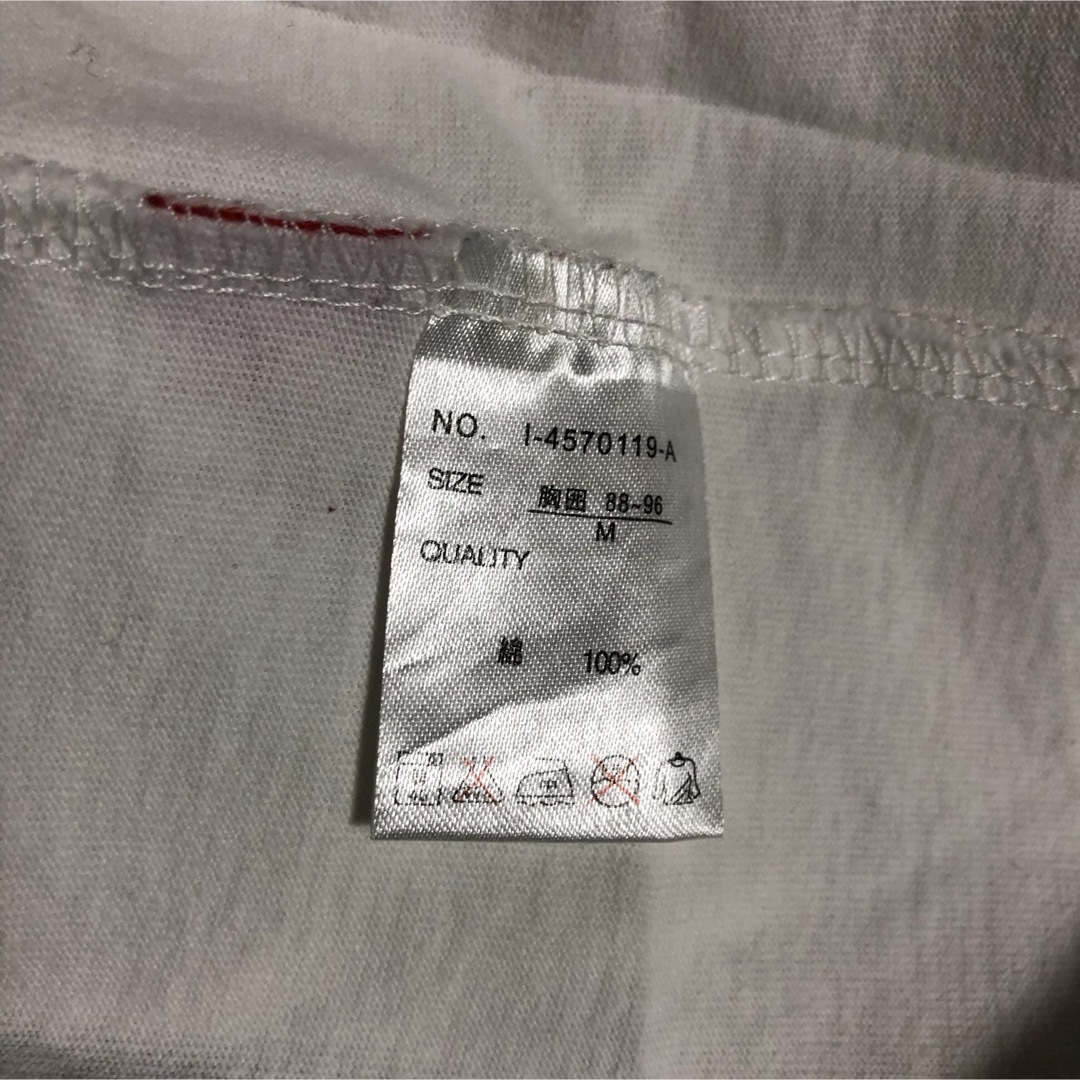 NO. I-4570119-A
SIZE 胸囲 88~96
M
QUALITY
綿 100%